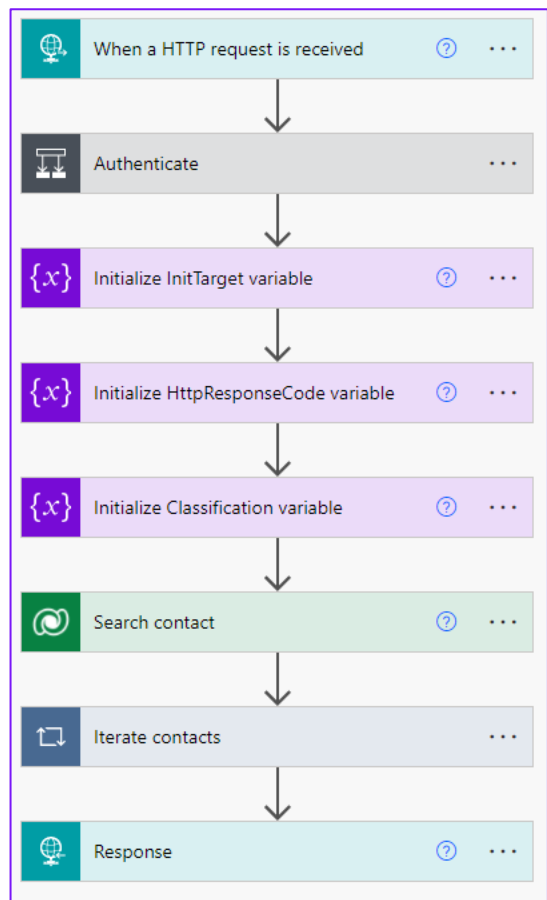 When a HTTP request is received
Authenticate
{x} Initialize InitTarget variable
{x} Initialize HttpResponseCode variable
{x} Initialize Classification variable
Search contact
Iterate contacts
Response